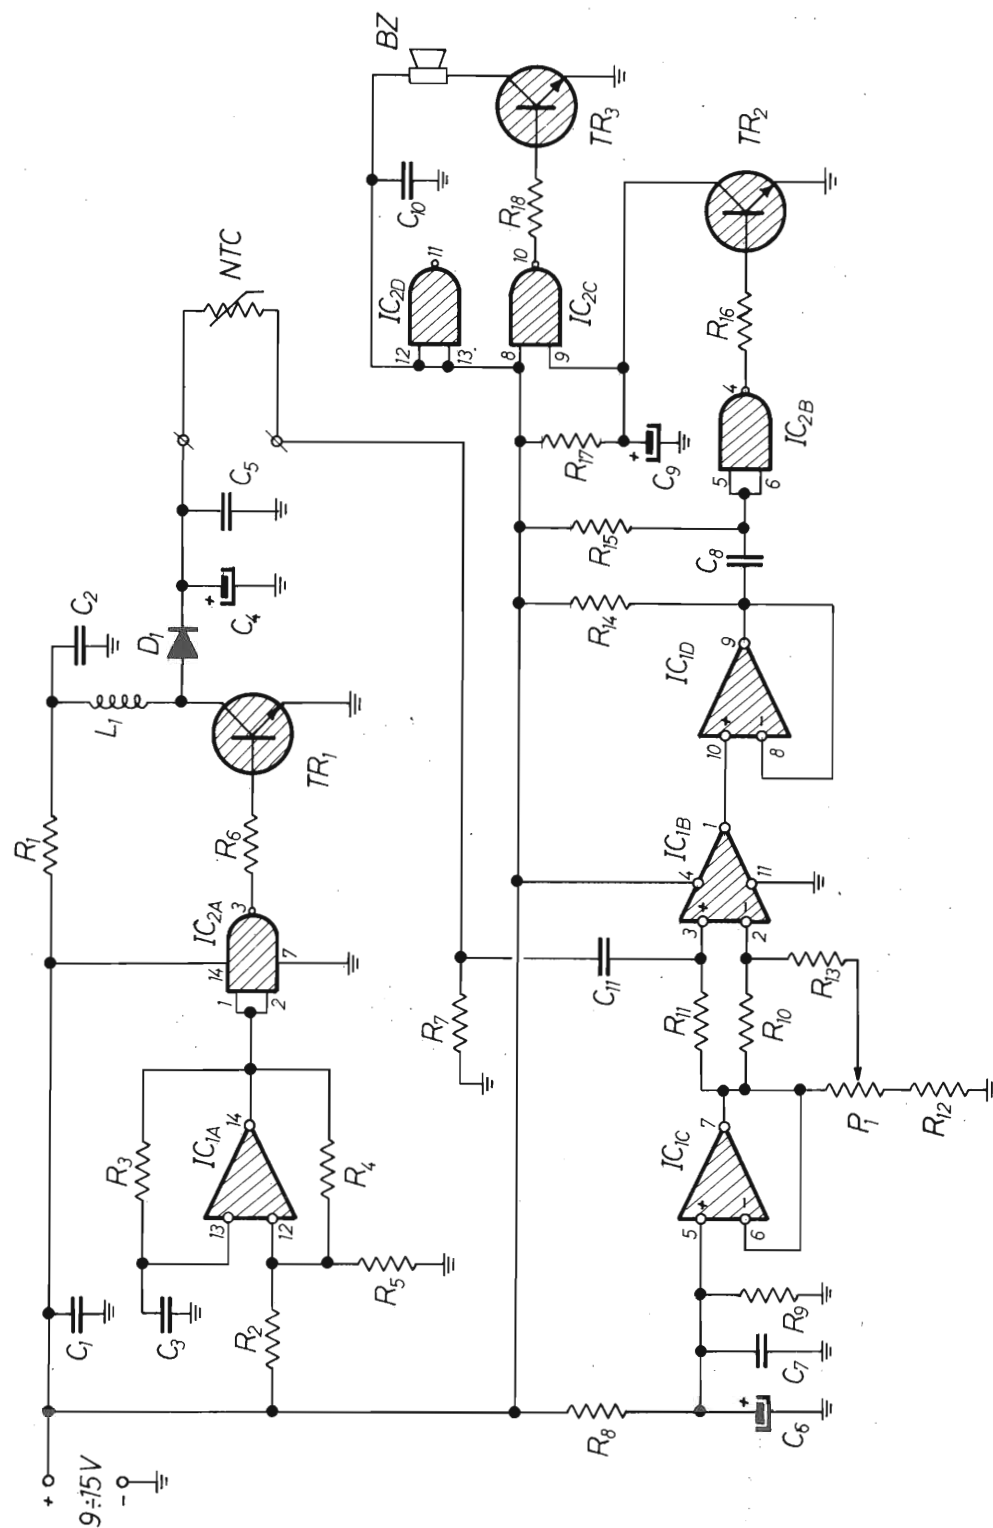 +
9÷15V
−
C1
R1
C2
L1
D1
C4
+
C5
NTC
R3
C3
IC1A
13
12
14
R4
R5
R2
IC2A
1
2
3
14
7
R6
TR1
R7
BZ
C10
IC2D
12
13
11
IC2C
8
9
10
R18
TR3
R17
C9
+
R15
R14
C8
IC2B
5
6
4
R16
TR2
IC1D
10
+
8
−
9
IC1B
3
+
2
−
4
11
1
C11
R11
R10
R13
P1
R12
IC1C
5
+
6
−
7
R8
R9
C7
C6
+